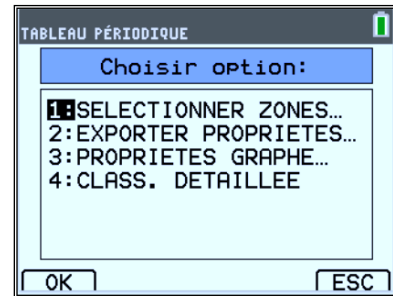 TABLEAU PÉRIODIQUE
Choisir option:
1:SELECTIONNER ZONES…
2:EXPORTER PROPRIETES…
3:PROPRIETES GRAPHE…
4:CLASS. DETAILLEE
OK ESC